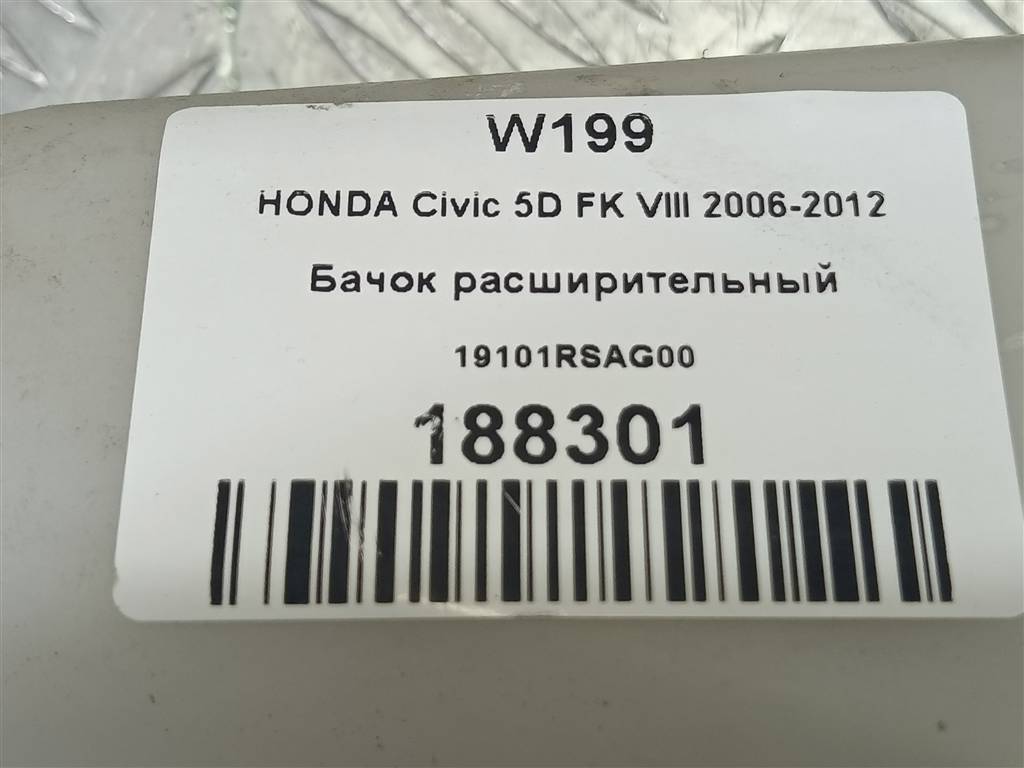 W199
HONDA Civic 5D FK VIII 2006-2012
Бачок расширительный
19101RSAG00
188301